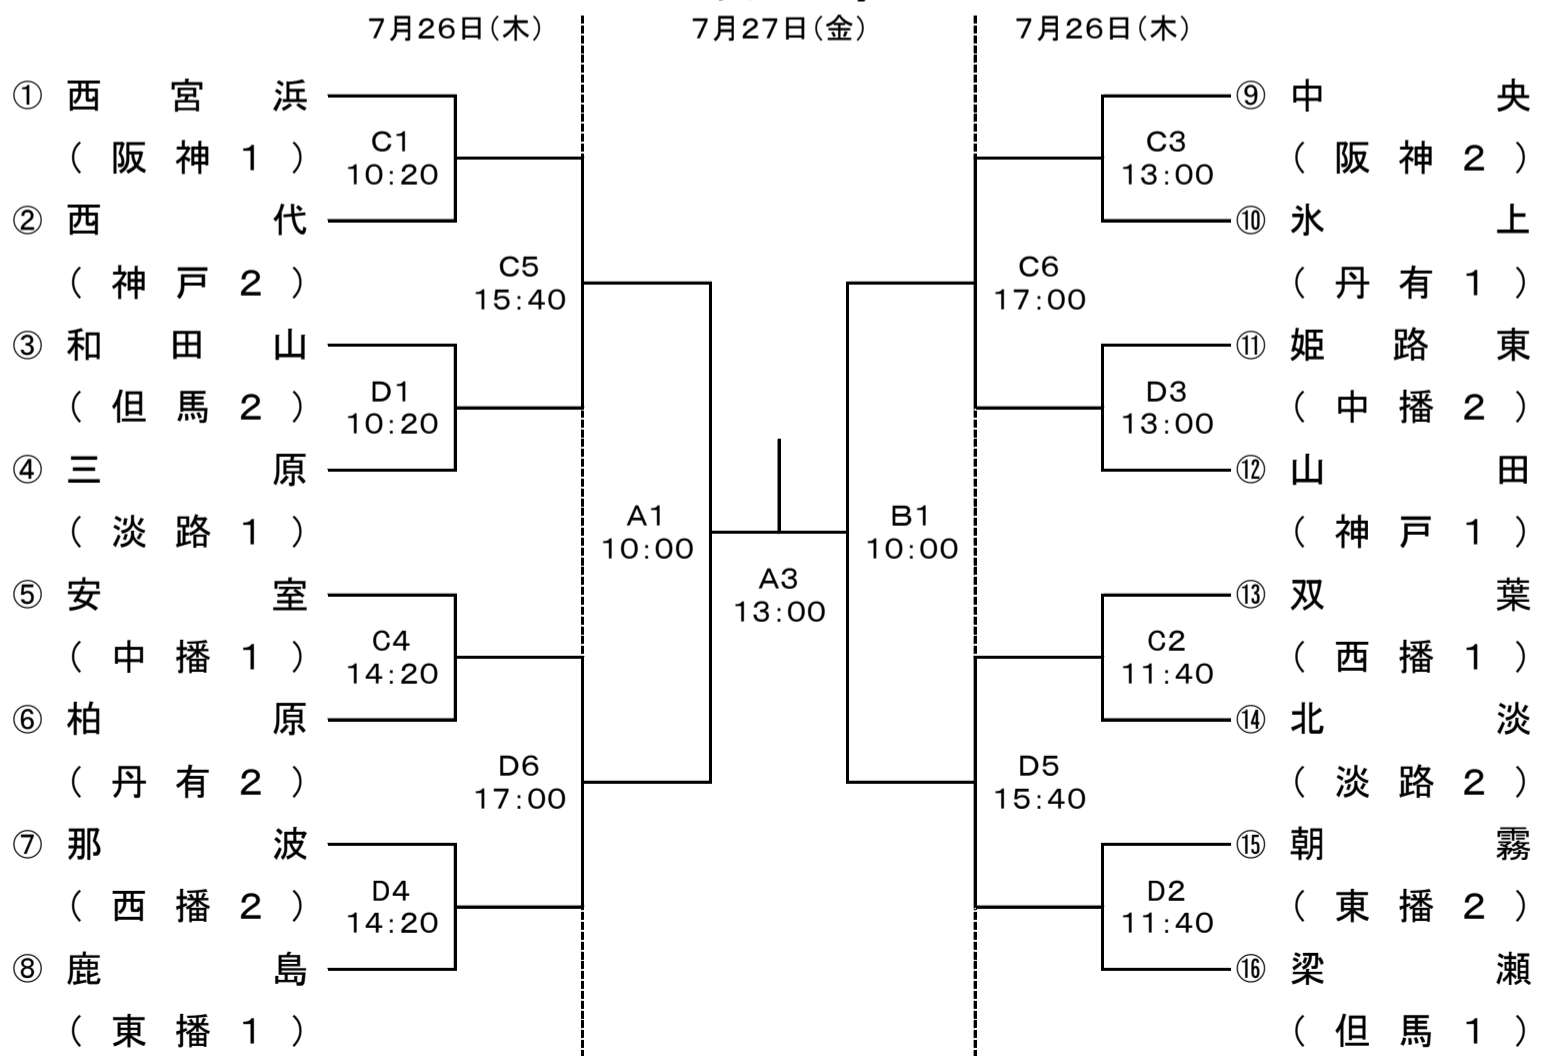 7月26日(木) 7月27日(金) 7月26日(木)
① 西宮浜
(阪神1)
C1
10:20
② 西代
(神戸2)
C5
15:40
③ 和田山
(但馬2)
D1
10:20
④ 三原
(淡路1)
A1
10:00
⑤ 安室
(中播1)
C4
14:20
⑥ 柏原
(丹有2)
D6
17:00
⑦ 那波
(西播2)
D4
14:20
⑧ 鹿島
(東播1)
A3
13:00
⑨ 中央
(阪神2)
C3
13:00
⑩ 氷上
(丹有1)
C6
17:00
⑪ 姫路東
(中播2)
D3
13:00
⑫ 山田
(神戸1)
B1
10:00
⑬ 双葉
(西播1)
C2
11:40
⑭ 北淡
(淡路2)
D5
15:40
⑮ 朝霧
(東播2)
D2
11:40
⑯ 梁瀬
(但馬1)